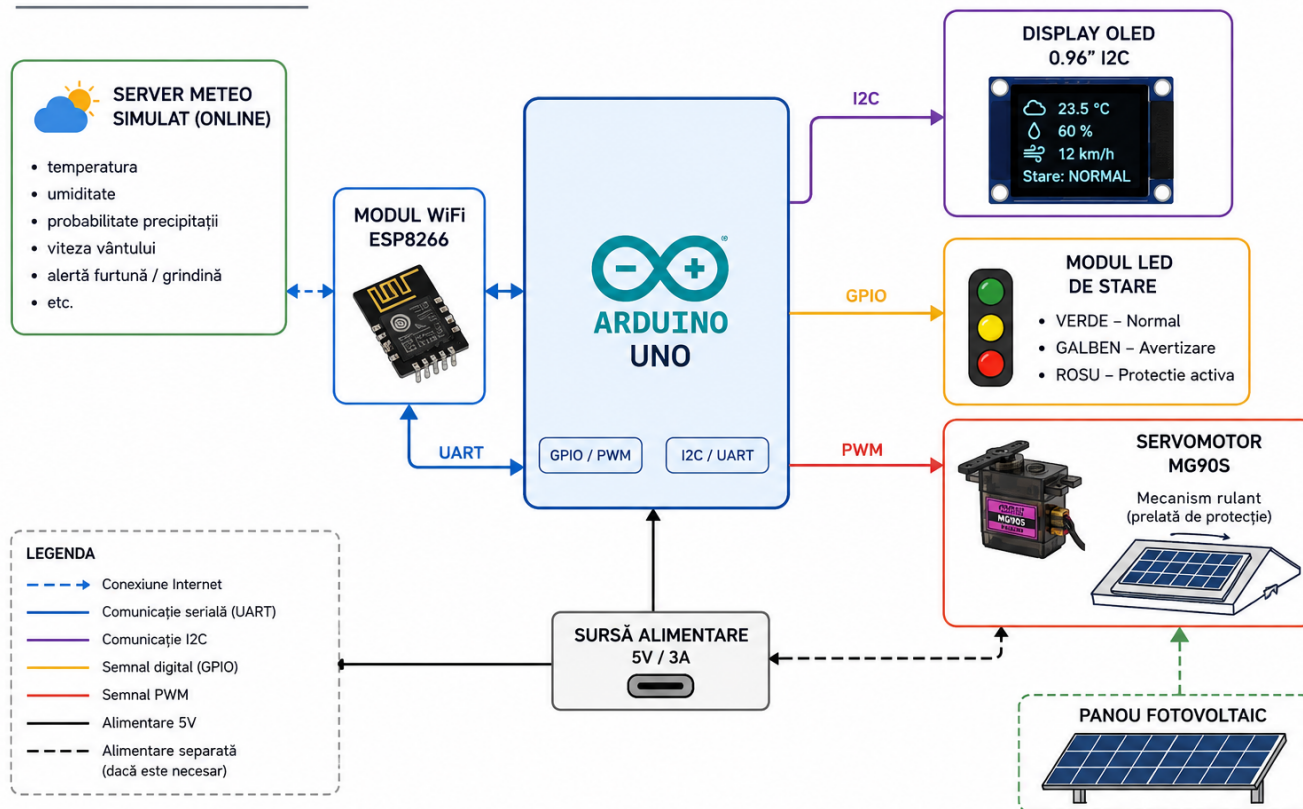 SERVER METEO
SIMULAT (ONLINE)
• temperatura
• umiditate
• probabilitate precipitații
• viteza vântului
• alertă furtună / grindină
• etc.
MODUL WiFi
ESP8266
UART
ARDUINO
UNO
GPIO / PWM
I2C / UART
I2C
GPIO
PWM
DISPLAY OLED
0.96” I2C
23.5 °C
60 %
12 km/h
Stare: NORMAL
MODUL LED
DE STARE
• VERDE – Normal
• GALBEN – Avertizare
• ROSU – Protectie activa
SERVOMOTOR
MG90S
Mecanism rulant
(prelată de protecție)
MG90S
SURSĂ ALIMENTARE
5V / 3A
PANOU FOTOVOLTAIC
LEGENDA
Conexiune Internet
Comunicație serială (UART)
Comunicație I2C
Semnal digital (GPIO)
Semnal PWM
Alimentare 5V
Alimentare separată
(dacă este necesar)